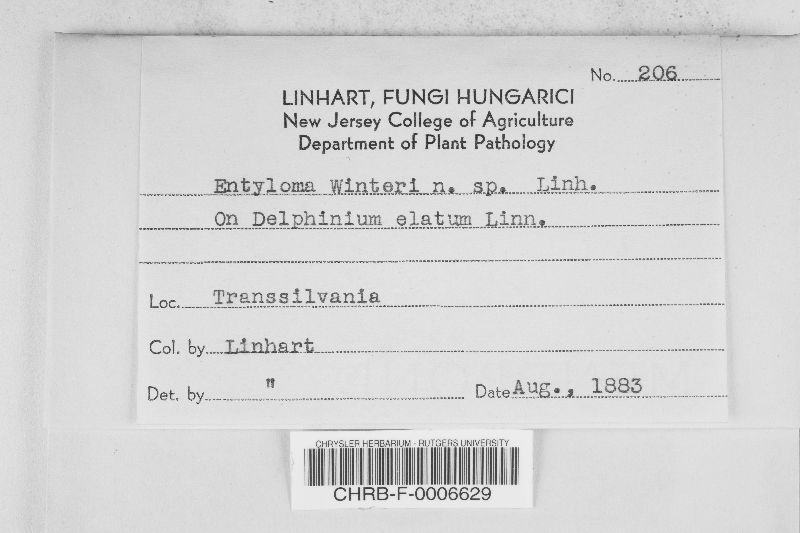 No. 206
LINHART, FUNGI HUNGARICI
New Jersey College of Agriculture
Department of Plant Pathology
Entyloma Winteri n. sp. Linh.
On Delphinium elatum Linn.
Loc. Transsilvania
Col. by Linhart
Det. by " Date Aug., 1883
CHRYSLER HERBARIUM - RUTGERS UNIVERSITY
CHRB-F-0006629